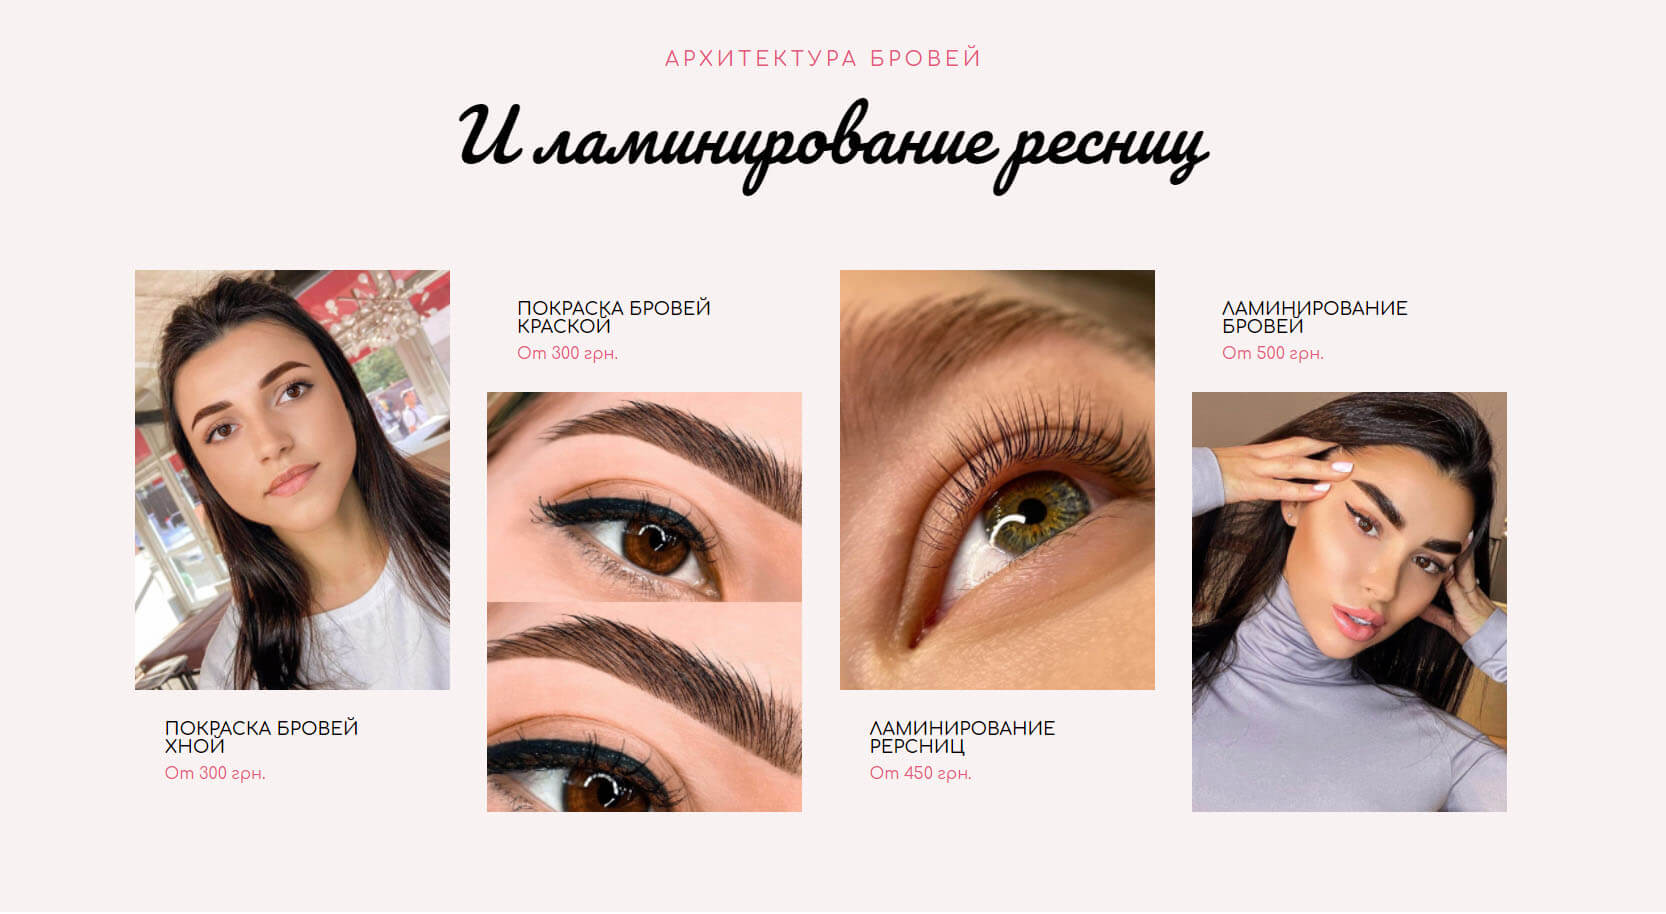 АРХИТЕКТУРА БРОВЕЙ
И ламинирование ресниц
ПОКРАСКА БРОВЕЙ
ХНОЙ
От 300 грн.
ПОКРАСКА БРОВЕЙ
КРАСКОЙ
От 300 грн.
ЛАМИНИРОВАНИЕ
РЕРСНИЦ
От 450 грн.
ЛАМИНИРОВАНИЕ
БРОВЕЙ
От 500 грн.